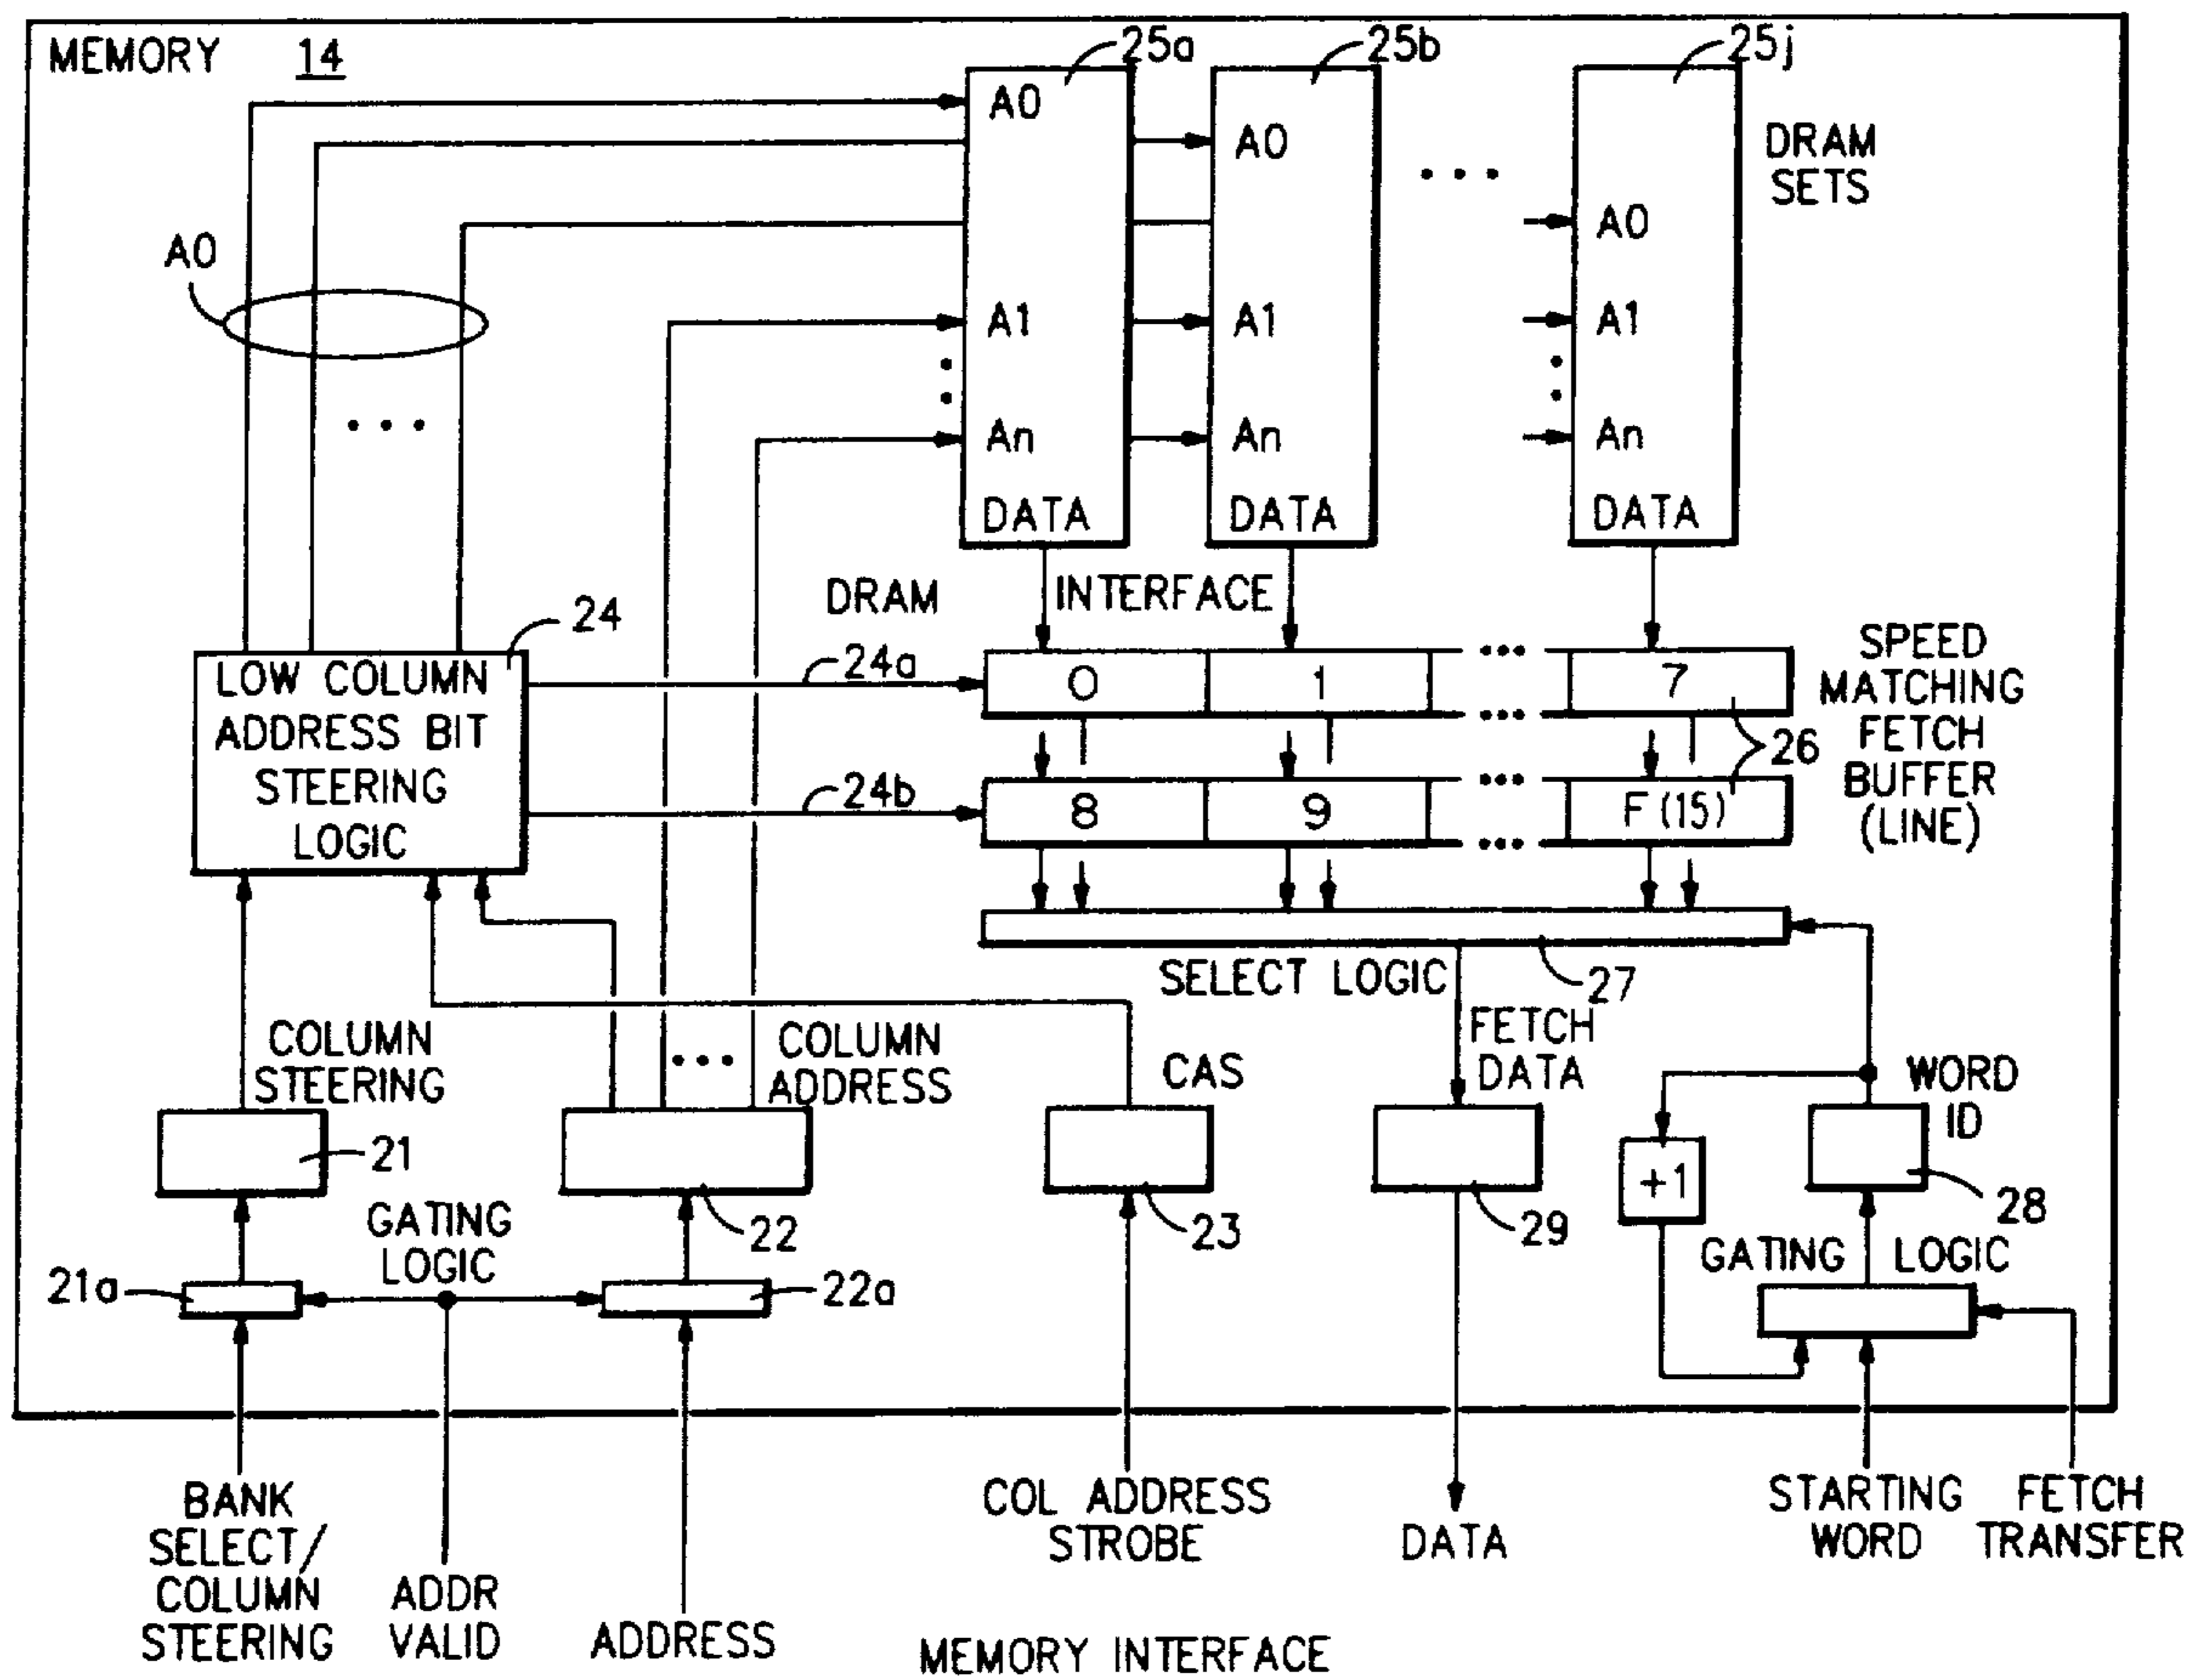 MEMORY 14
25a
25b
25j
A0
A0
A0
DRAM
SETS
A0
A1
A1
A1
An
An
An
DATA
DATA
DATA
DRAM INTERFACE
24
LOW COLUMN
ADDRESS BIT
STEERING
LOGIC
24a
0
1
7
24b
8
9
F (15)
26
SPEED
MATCHING
FETCH
BUFFER
(LINE)
SELECT LOGIC
27
COLUMN
STEERING
COLUMN
ADDRESS
CAS
FETCH
DATA
WORD
ID
21
22
23
29
+1
28
GATING
LOGIC
GATING LOGIC
21a
22a
BANK
SELECT/
COLUMN
STEERING
ADDR
VALID
ADDRESS
COL ADDRESS
STROBE
DATA
STARTING
WORD
FETCH
TRANSFER
MEMORY INTERFACE